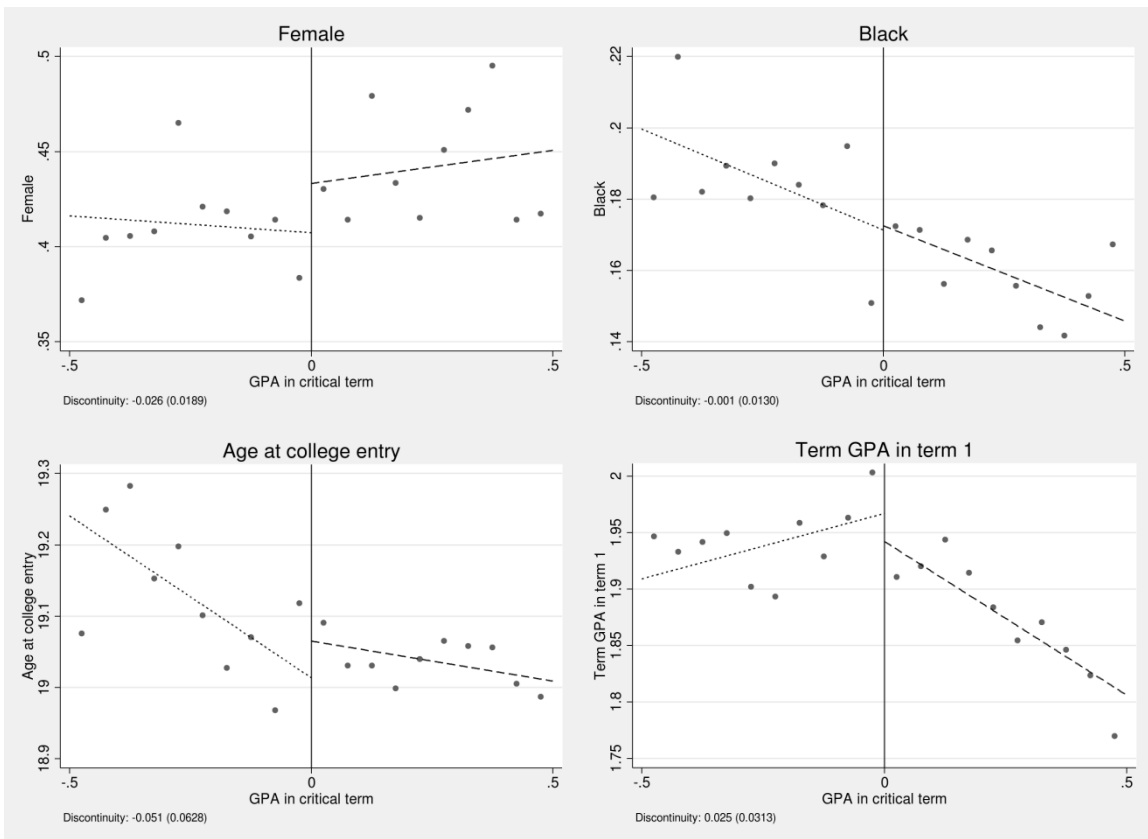 Female
.5
.45
.4
.35
Female
-.5
0
.5
GPA in critical term
Discontinuity: -0.026 (0.0189)
Black
.22
.2
.18
.16
.14
Black
-.5
0
.5
GPA in critical term
Discontinuity: -0.001 (0.0130)
Age at college entry
19.3
19.2
19.1
19
18.9
Age at college entry
-.5
0
.5
GPA in critical term
Discontinuity: -0.051 (0.0628)
Term GPA in term 1
2
1.95
1.9
1.85
1.8
1.75
Term GPA in term 1
-.5
0
.5
GPA in critical term
Discontinuity: 0.025 (0.0313)